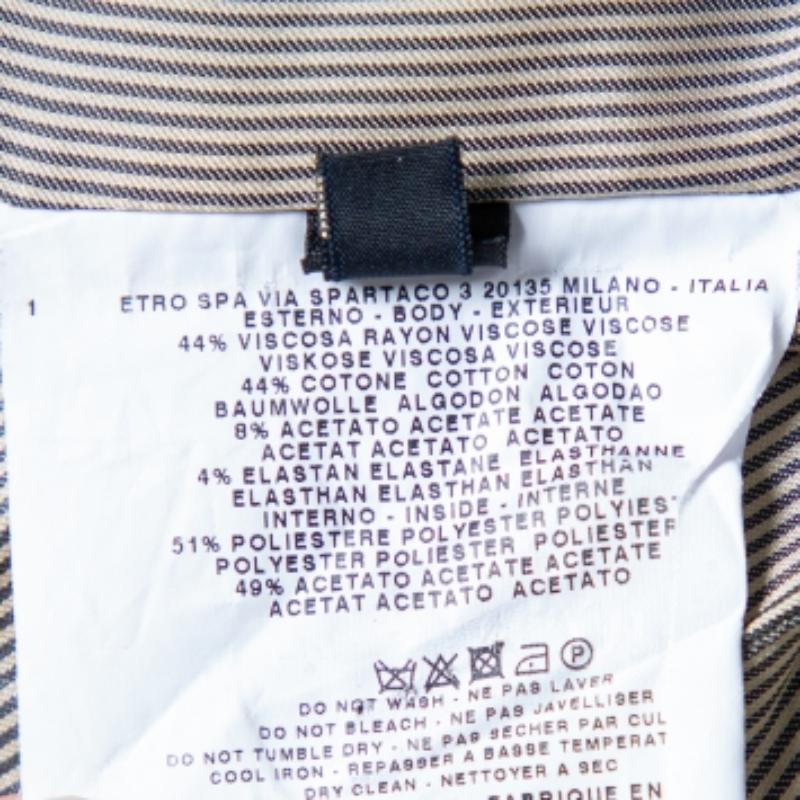 1
ETRO SPA VIA SPARTACO 3 20135 MILANO - ITALIA
ESTERNO - BODY - EXTERIEUR
44% VISCOSA RAYON VISCOSE VISCOSE
VISKOSE VISCOSA VISCOSE
44% COTONE COTTON COTON
BAUMWOLLE ALGODON ALGODAO
8% ACETATO ACETATE ACETATE
ACETAT ACETATO ACETATO
4% ELASTAN ELASTANE ELASTHANNE
ELASTHAN ELASTHAN ELASTHAN
INTERNO - INSIDE - INTERNE
51% POLIESTERE POLYESTER POLYIES
POLYESTER POLIESTER POLIESTER
49% ACETATO ACETATE ACETATE
ACETAT ACETATO ACETATO
P
DO NOT WASH - NE PAS LAVER
DO NOT BLEACH - NE PAS JAVELLISER
DO NOT TUMBLE DRY - NE PAS SECHER PAR CUL
COOL IRON - REPASSER A BASSE TEMPERAT
DRY CLEAN - NETTOYER A SEC
FABRIQUE EN